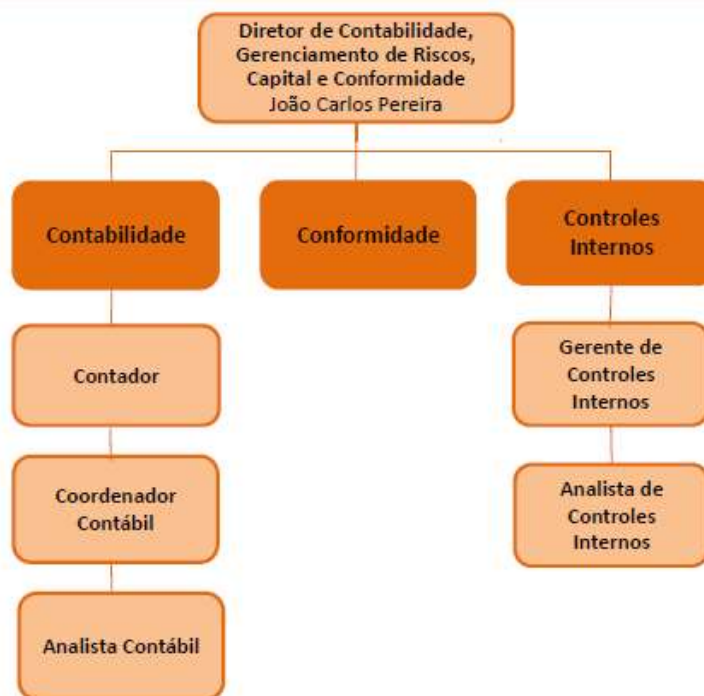 Diretor de Contabilidade,
Gerenciamento de Riscos,
Capital e Conformidade
João Carlos Pereira
Contabilidade
Conformidade
Controles
Internos
Contador
Gerente de
Controles
Internos
Coordenador
Contábil
Analista de
Controles
Internos
Analista Contábil